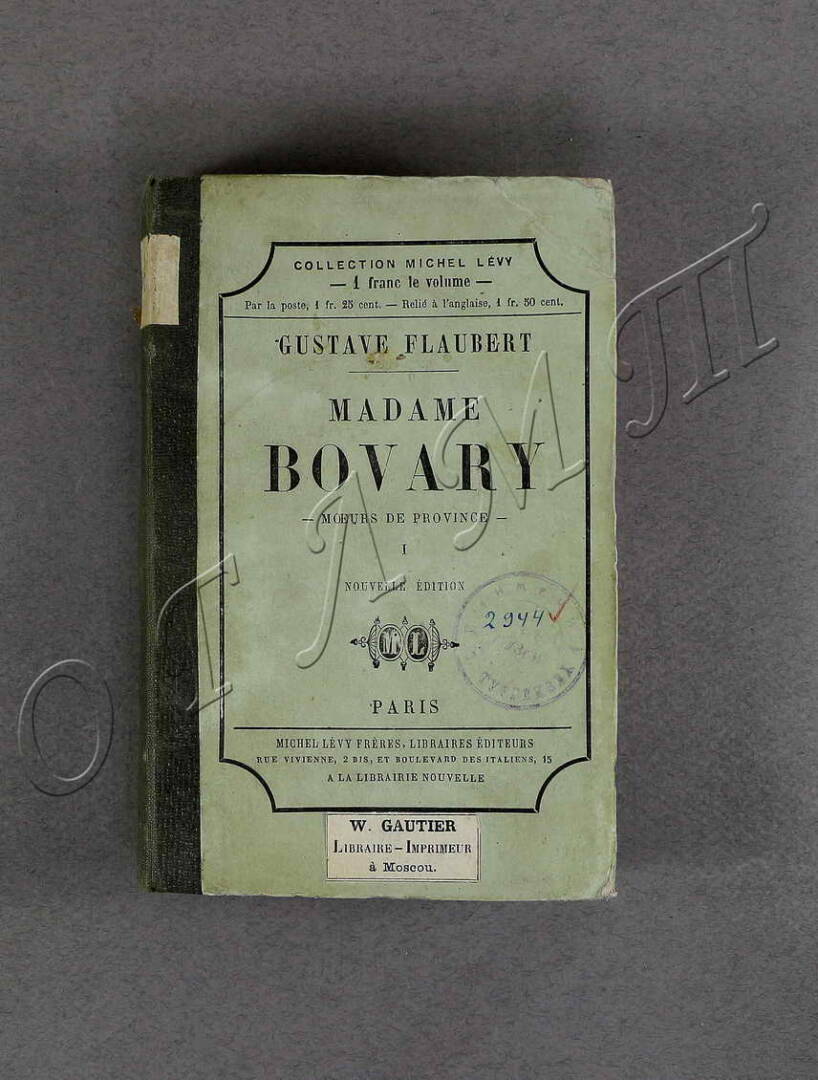 COLLECTION MICHEL LÉVY
— 1 franc le volume —
Par la poste, 1 fr. 25 cent. — Relié à l'anglaise, 1 fr. 50 cent.
GUSTAVE FLAUBERT
MADAME
BOVARY
— MŒURS DE PROVINCE —
I
NOUVELLE ÉDITION
2944
ML
PARIS
MICHEL LÉVY FRÈRES, LIBRAIRES ÉDITEURS
RUE VIVIENNE, 2 BIS, ET BOULEVARD DES ITALIENS, 15
A LA LIBRAIRIE NOUVELLE
W. GAUTIER
LIBRAIRE–IMPRIMEUR
à Moscou.